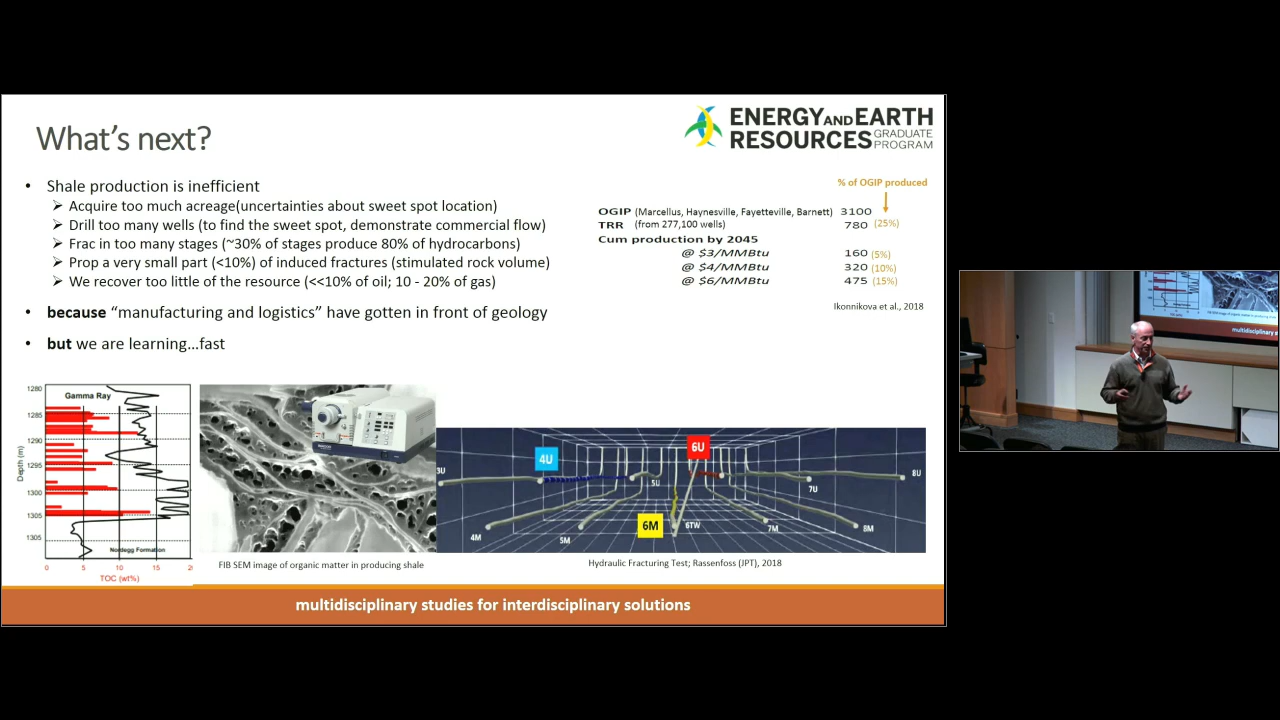 What's next?
ENERGY AND EARTH
RESOURCES GRADUATE
PROGRAM
• Shale production is inefficient
➢ Acquire too much acreage(uncertainties about sweet spot location)
➢ Drill too many wells (to find the sweet spot, demonstrate commercial flow)
➢ Frac in too many stages (~30% of stages produce 80% of hydrocarbons)
➢ Prop a very small part (<10%) of induced fractures (stimulated rock volume)
➢ We recover too little of the resource (<<10% of oil; 10 - 20% of gas)
• because “manufacturing and logistics” have gotten in front of geology
• but we are learning…fast
% of OGIP produced
OGIP (Marcellus, Haynesville, Fayetteville, Barnett) 3100
TRR (from 277,100 wells) 780 (25%)
Cum production by 2045
@ $3/MMBtu 160 (5%)
@ $4/MMBtu 320 (10%)
@ $6/MMBtu 475 (15%)
Ikonnikova et al., 2018
Gamma Ray
Depth (m)
1280
1285
1290
1295
1300
1305
1305
Nordegg Formation
0 5 10 15 2
TOC (wt%)
FIB SEM image of organic matter in producing shale
3U
4U
5U
6U
7U
8U
4M
5M
6M
6TW
7M
8M
Hydraulic Fracturing Test; Rassenfoss (JPT), 2018
multidisciplinary studies for interdisciplinary solutions
multidisciplinary s